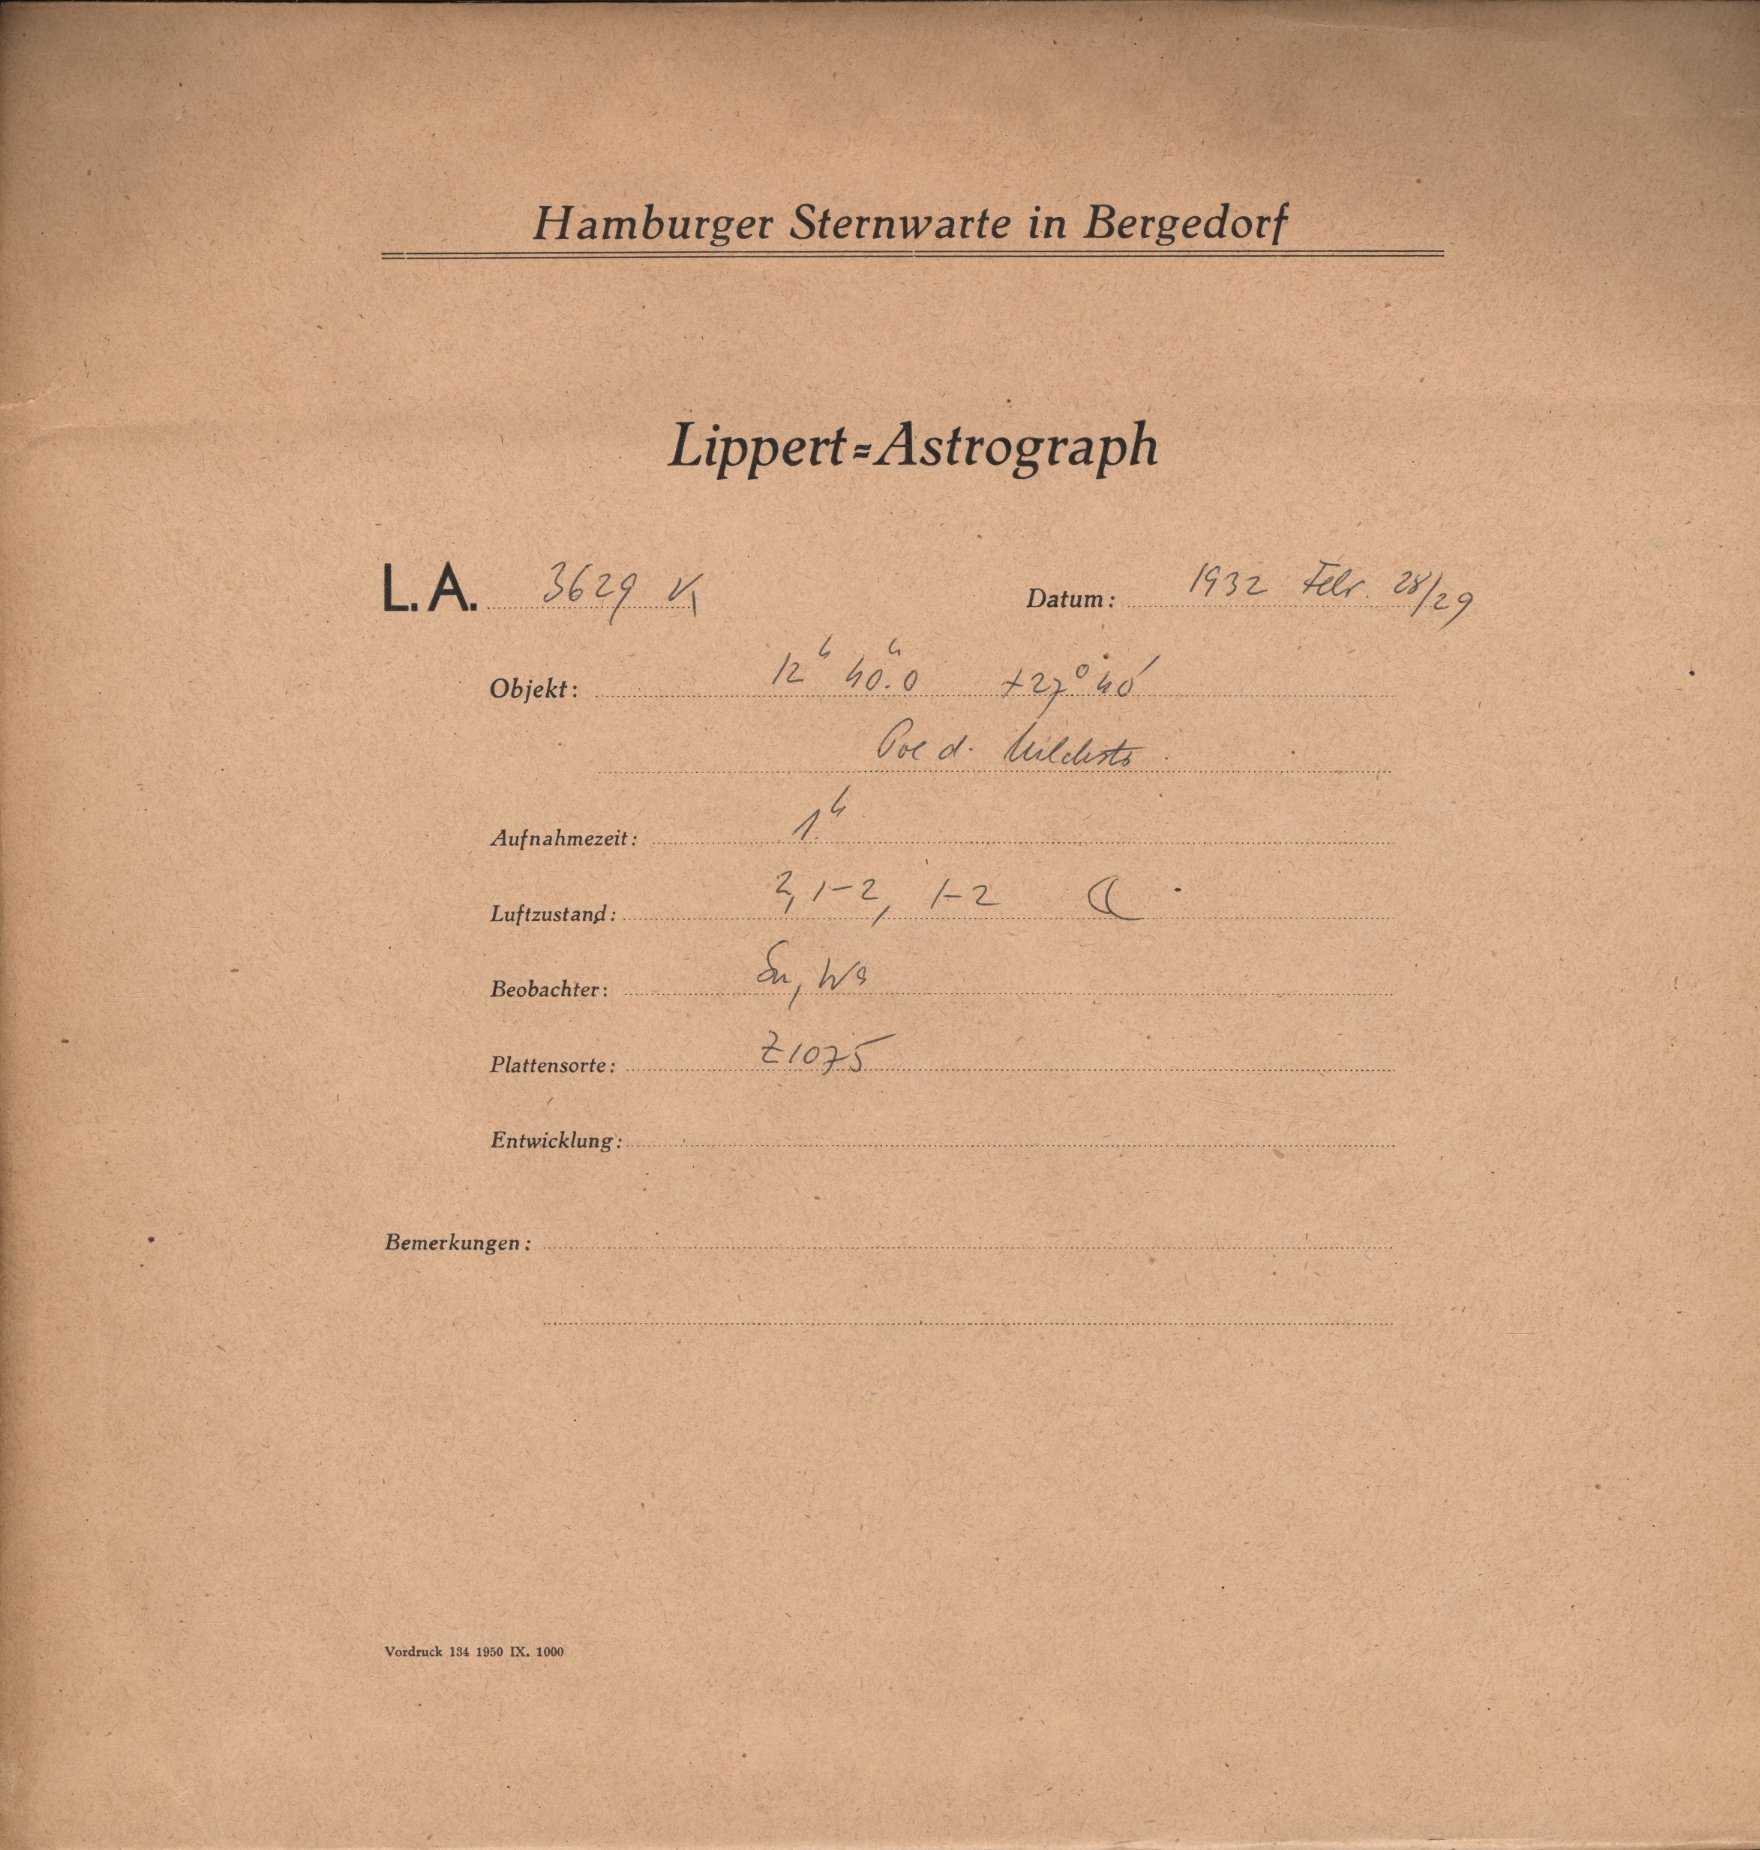 Hamburger Sternwarte in Bergedorf
Lippert=Astrograph
L.A. 3629 Datum: 1932 Febr. 28/29
Objekt: 12h 40.0 +27° 40'
Pol d.
Aufnahmezeit: 1h
Luftzustand: 2, 1-2, 1-2
Beobachter:
Plattensorte: Z1075
Entwicklung:
Bemerkungen:
Vordruck 134 1950 IX. 1000